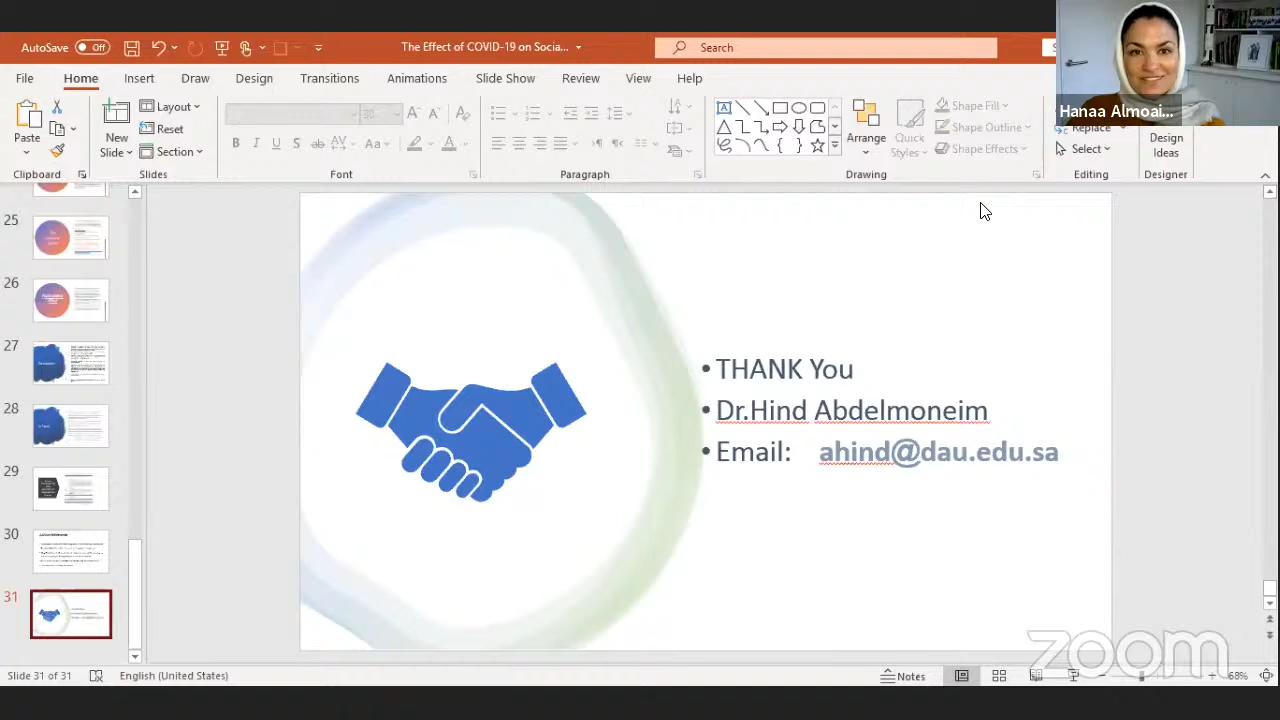 AutoSave Off The Effect of COVID-19 on Socia... Search
Hanaa Almoai...
File Home Insert Draw Design Transitions Animations Slide Show Review View Help
Paste
New Slide
Layout
Reset
Section
Aa
Arrange
Quick Styles
Shape Fill
Shape Outline
Shape Effects
Replace
Select
Design Ideas
Clipboard Slides Font Paragraph Drawing Editing Designer
25
26
27
28
29
30
31
• THANK You
• Dr.Hind Abdelmoneim
• Email: ahind@dau.edu.sa
zoom
Slide 31 of 31 English (United States) Notes 68%